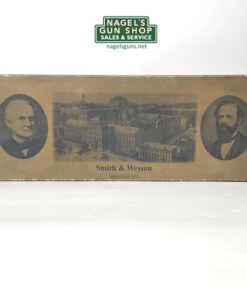 NAGEL'S
GUN SHOP
SALES & SERVICE
nagelsguns.net
Smith & Wesson